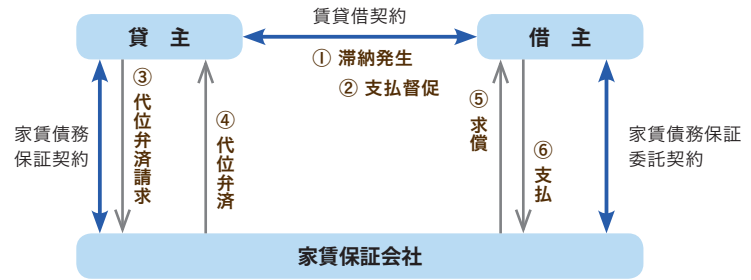 賃貸借契約
貸 主
借 主
① 滞納発生
② 支払督促
家賃債務
保証契約
③ 代位弁済請求
④ 代位弁済
⑤ 求償
⑥ 支払
家賃債務保証
委託契約
家賃保証会社